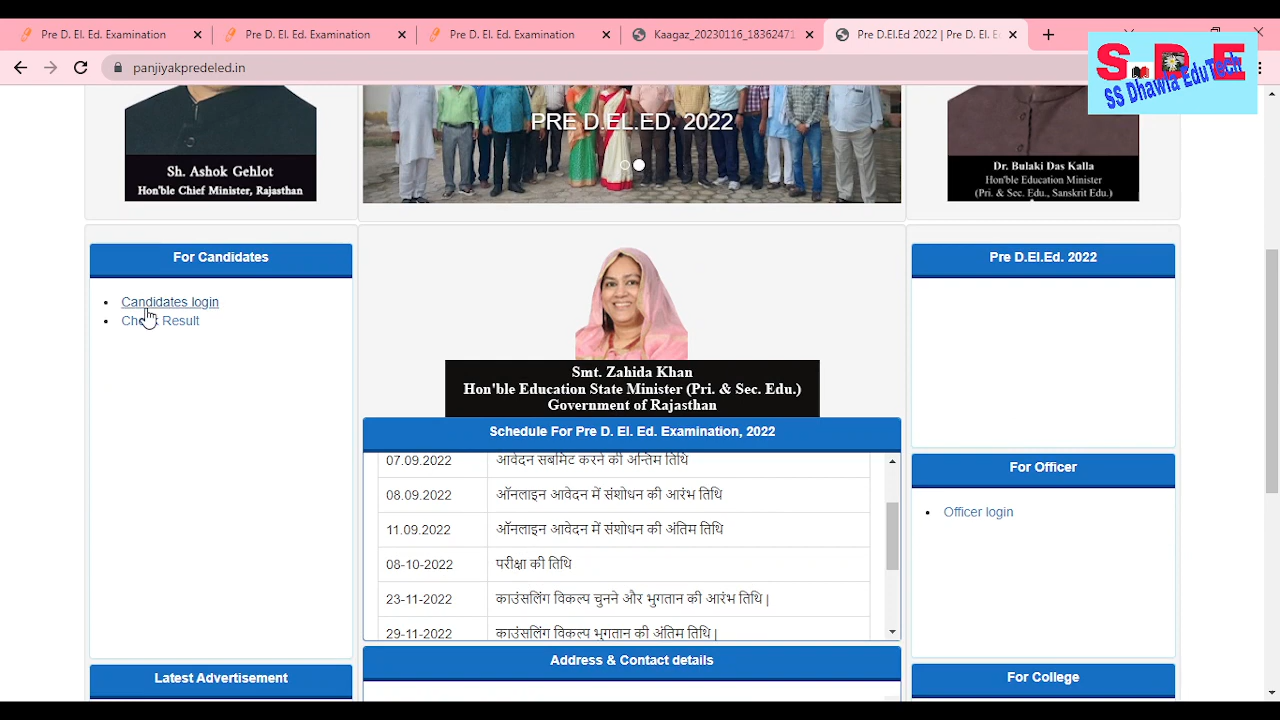 Pre D. El. Ed. Examination
Pre D. El. Ed. Examination
Pre D. El. Ed. Examination
Kaagaz_20230116_18362471
Pre D.El.Ed 2022 | Pre D. El. E
panjiyakpredeled.in
S D E
SS Dhawla EduTech
PRE D.EL.ED. 2022
Sh. Ashok Gehlot
Hon'ble Chief Minister, Rajasthan
Dr. Bulaki Das Kalla
Hon'ble Education Minister
(Pri. & Sec. Edu., Sanskrit Edu.)
For Candidates
Candidates login
Check Result
Smt. Zahida Khan
Hon'ble Education State Minister (Pri. & Sec. Edu.)
Government of Rajasthan
Pre D.El.Ed. 2022
Schedule For Pre D. El. Ed. Examination, 2022
07.09.2022 आवेदन सबमिट करने की अन्तिम तिथि
08.09.2022 ऑनलाइन आवेदन में संशोधन की आरंभ तिथि
11.09.2022 ऑनलाइन आवेदन में संशोधन की अंतिम तिथि
08-10-2022 परीक्षा की तिथि
23-11-2022 काउंसलिंग विकल्प चुनने और भुगतान की आरंभ तिथि |
29-11-2022 काउंसलिंग विकल्प भुगतान की अंतिम तिथि |
For Officer
Officer login
Address & Contact details
Latest Advertisement
For College